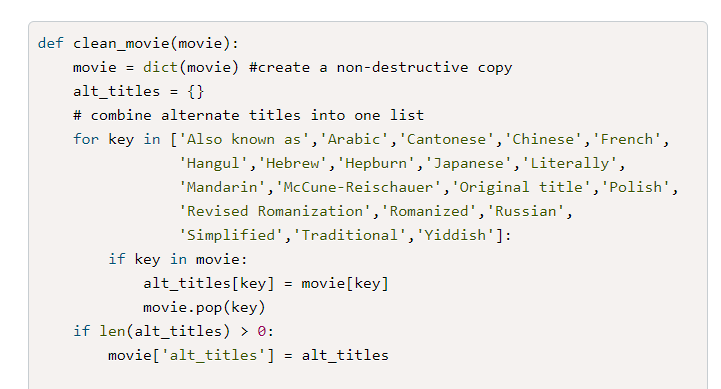 def clean_movie(movie):
    movie = dict(movie) #create a non-destructive copy
    alt_titles = {}
    # combine alternate titles into one list
    for key in ['Also known as','Arabic','Cantonese','Chinese','French',
                'Hangul','Hebrew','Hepburn','Japanese','Literally',
                'Mandarin','McCune-Reischauer','Original title','Polish',
                'Revised Romanization','Romanized','Russian',
                'Simplified','Traditional','Yiddish']:
        if key in movie:
            alt_titles[key] = movie[key]
            movie.pop(key)
    if len(alt_titles) > 0:
        movie['alt_titles'] = alt_titles